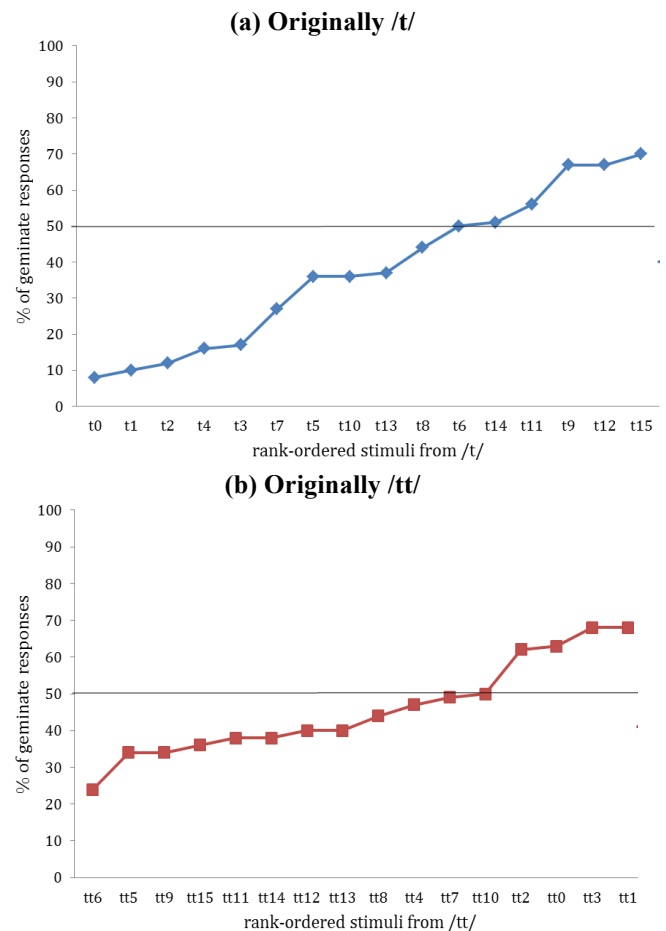 (a) Originally /t/
100
90
80
70
60
50
40
30
20
10
0
% of geminate responses
t0 t1 t2 t4 t3 t7 t5 t10 t13 t8 t6 t14 t11 t9 t12 t15
rank-ordered stimuli from /t/
(b) Originally /tt/
100
90
80
70
60
50
40
30
20
10
0
% of geminate responses
tt6 tt5 tt9 tt15 tt11 tt14 tt12 tt13 tt8 tt4 tt7 tt10 tt2 tt0 tt3 tt1
rank-ordered stimuli from /tt/